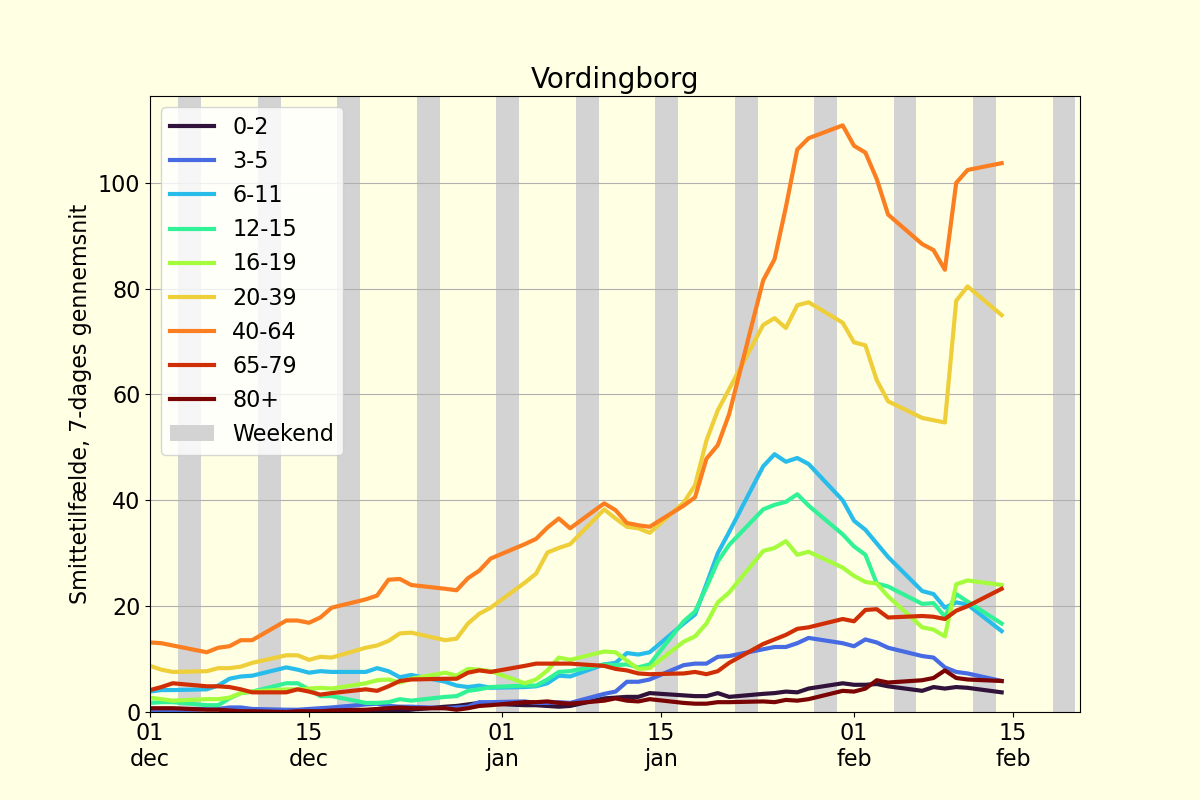 Vordingborg
Smittetilfælde, 7-dages gennemsnit
100
80
60
40
20
0
0-2
3-5
6-11
12-15
16-19
20-39
40-64
65-79
80+
Weekend
01 dec
15 dec
01 jan
15 jan
01 feb
15 feb